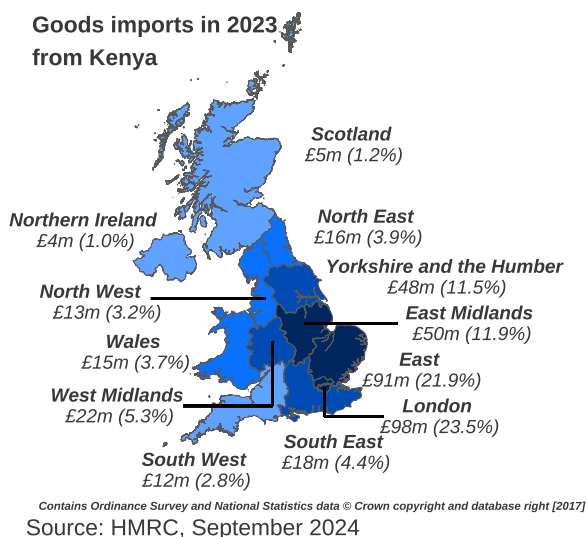 Goods imports in 2023
from Kenya
Scotland
£5m (1.2%)
Northern Ireland
£4m (1.0%)
North East
£16m (3.9%)
Yorkshire and the Humber
£48m (11.5%)
North West
£13m (3.2%)
East Midlands
£50m (11.9%)
Wales
£15m (3.7%)
East
£91m (21.9%)
West Midlands
£22m (5.3%)
London
£98m (23.5%)
South East
£18m (4.4%)
South West
£12m (2.8%)
Contains Ordinance Survey and National Statistics data © Crown copyright and database right [2017]
Source: HMRC, September 2024